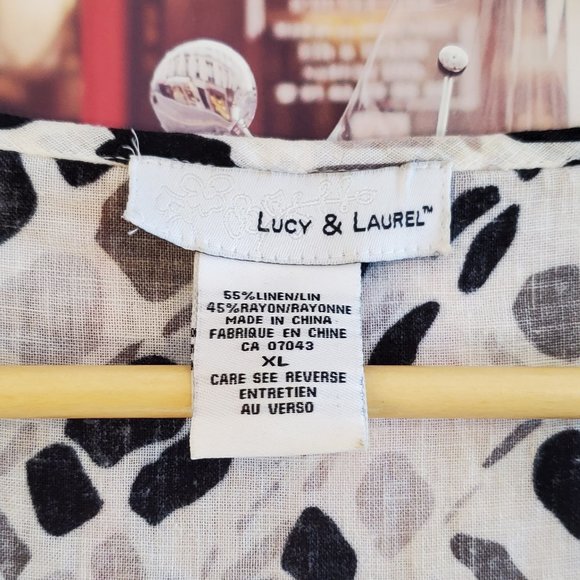 LUCY & LAUREL™
55%LINEN/LIN
45%RAYON/RAYONNE
MADE IN CHINA
FABRIQUE EN CHINE
CA 07043
XL
CARE SEE REVERSE
ENTRETIEN
AU VERSO